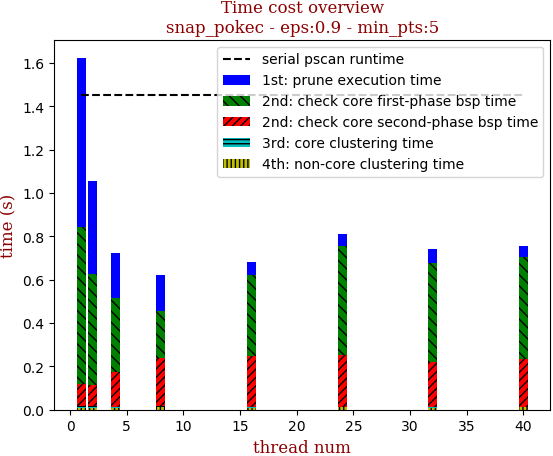 Time cost overview
snap_pokec - eps:0.9 - min_pts:5
serial pscan runtime
1st: prune execution time
2nd: check core first-phase bsp time
2nd: check core second-phase bsp time
3rd: core clustering time
4th: non-core clustering time
time (s)
1.6
1.4
1.2
1.0
0.8
0.6
0.4
0.2
0.0
0 5 10 15 20 25 30 35 40
thread num